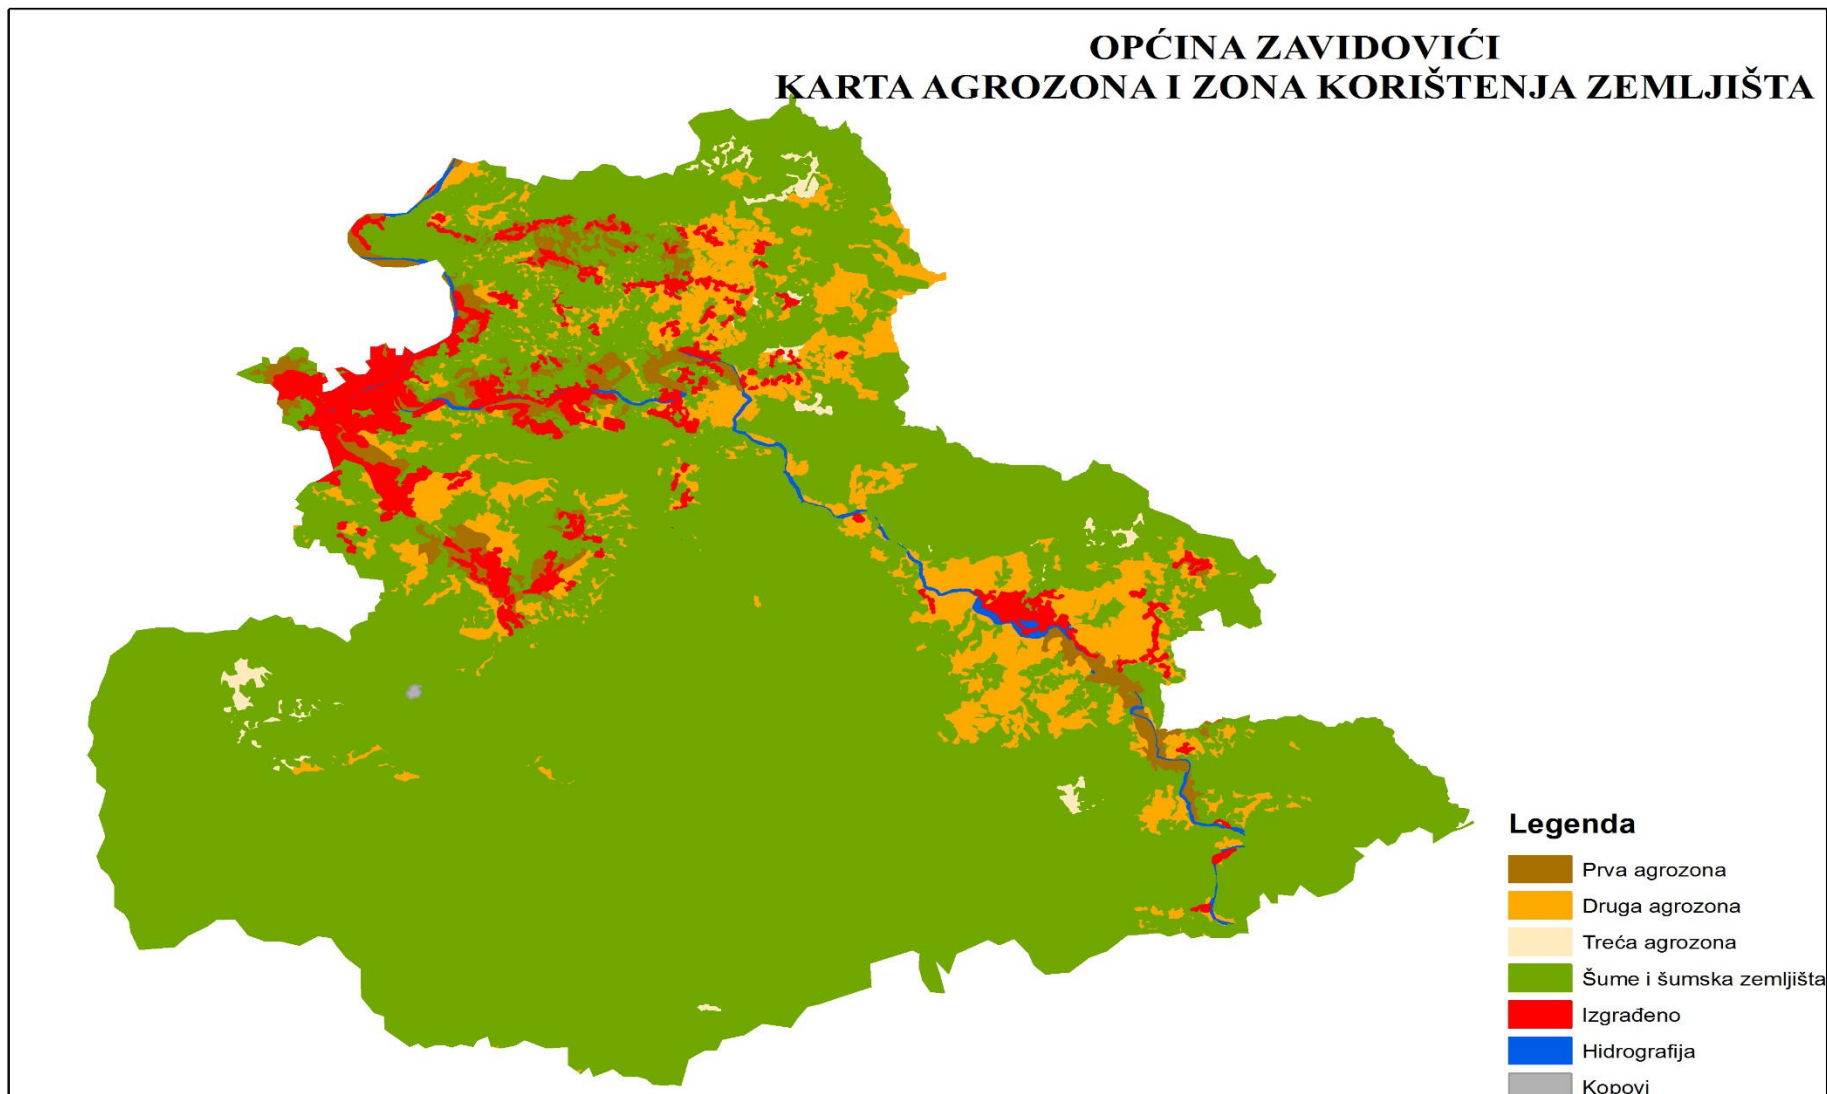 OPĆINA ZAVIDOVIĆI
KARTA AGROZONA I ZONA KORIŠTENJA ZEMLJIŠTA
Legenda
Prva agrozona
Druga agrozona
Treća agrozona
Šume i šumska zemljišta
Izgrađeno
Hidrografija
Kopovi